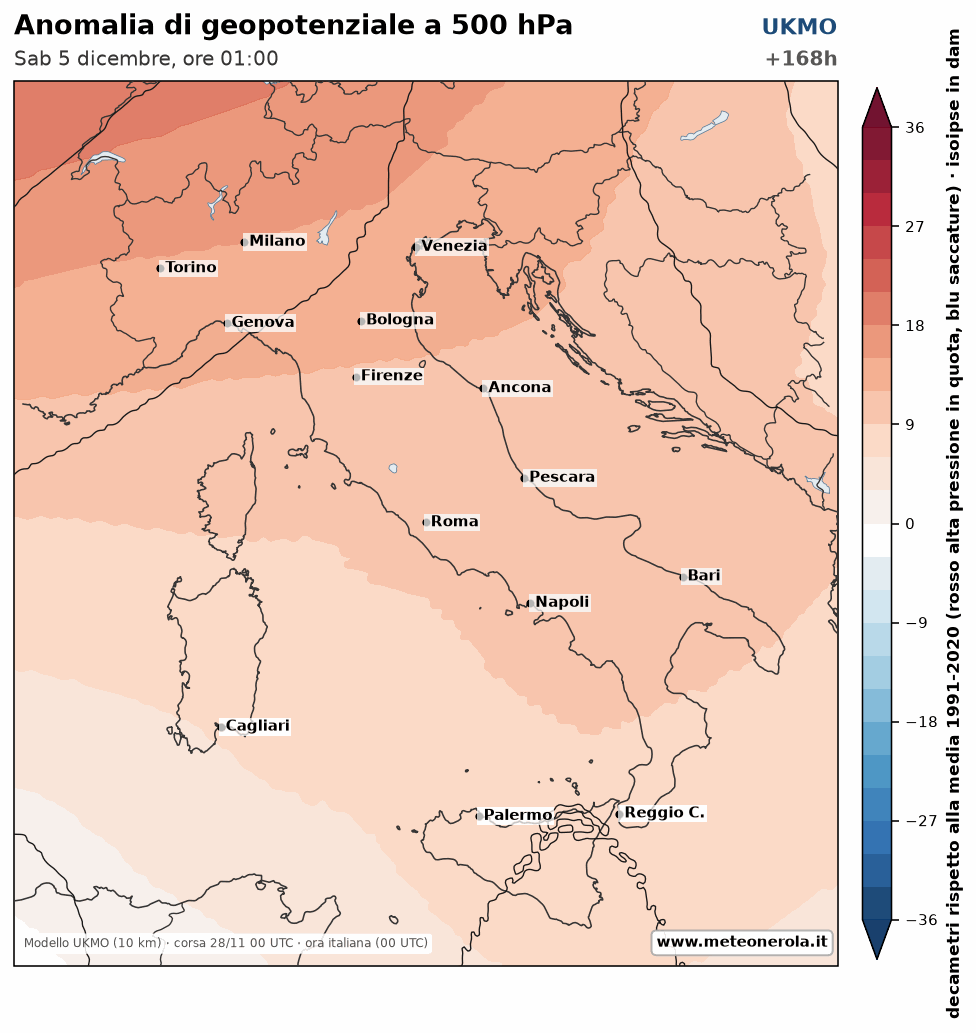 Anomalia di geopotenziale a 500 hPa
UKMO
Sab 5 dicembre, ore 01:00
+168h
Milano
Venezia
Torino
Genova
Bologna
Firenze
Ancona
Pescara
Roma
Bari
Napoli
Cagliari
Palermo
Reggio C.
Modello UKMO (10 km) · corsa 28/11 00 UTC · ora italiana (00 UTC)
www.meteonerola.it
36
27
18
9
0
−9
−18
−27
−36
decametri rispetto alla media 1991-2020 (rosso alta pressione in quota, blu saccature) · isoipse in dam